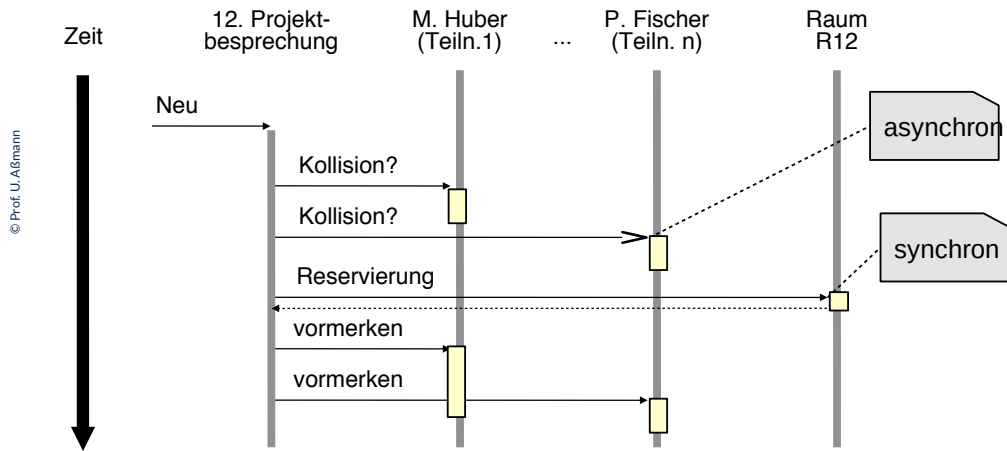 Zeit
12. Projekt-
besprechung
M. Huber
(Teiln.1)
...
P. Fischer
(Teiln. n)
Raum
R12
Neu
asynchron
Kollision?
Kollision?
synchron
Reservierung
vormerken
vormerken
© Prof. U. Aßmann